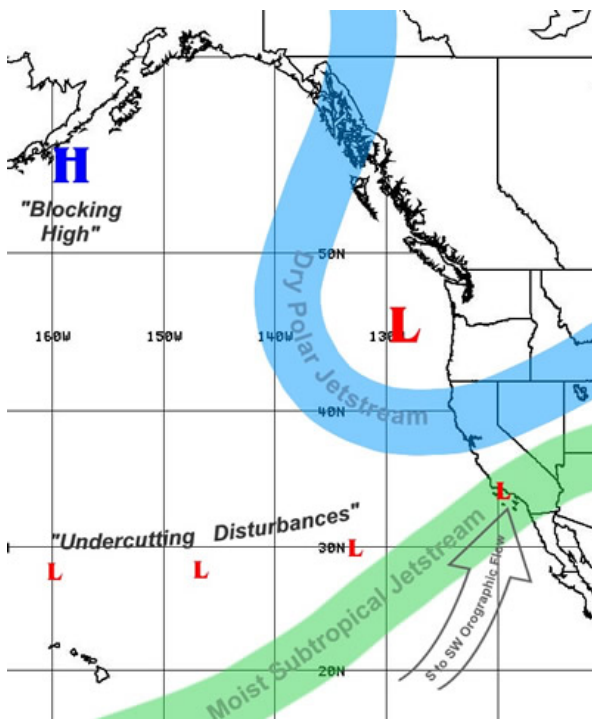 H
"Blocking
High"
50N
Dry Polar Jetstream
L
160W
150W
140W
130W
40N
L
"Undercutting Disturbances"
30N
L
L
L
Moist Subtropical Jetstream
S to SW Orographic Flow
20N